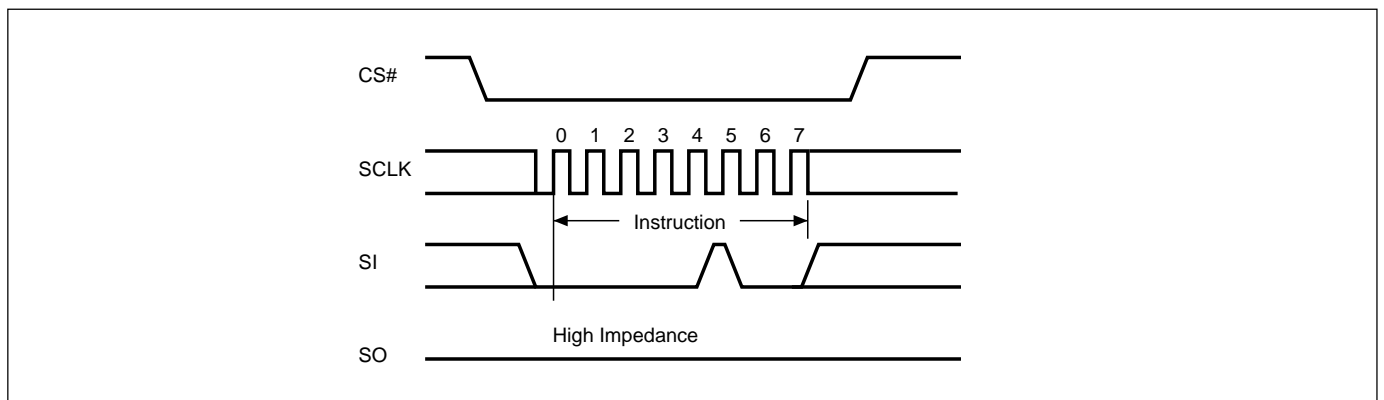 CS#
0 1 2 3 4 5 6 7
SCLK
Instruction
SI
High Impedance
SO